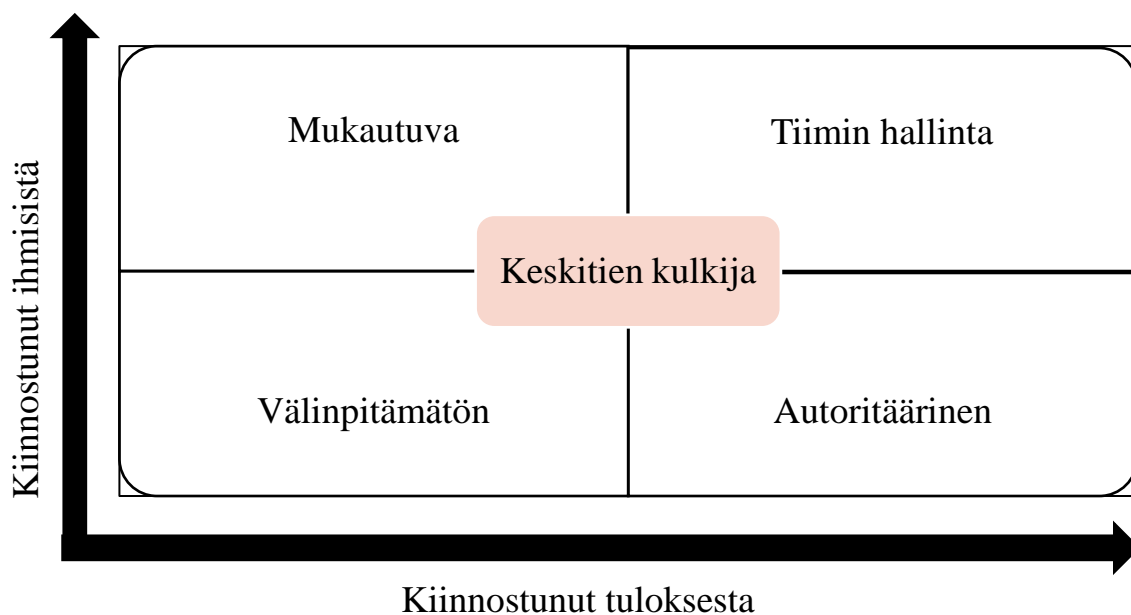 Kiinnostunut ihmisistä
Mukautuva
Tiimin hallinta
Keskitien kulkija
Välinpitämätön
Autoritäärinen
Kiinnostunut tuloksesta